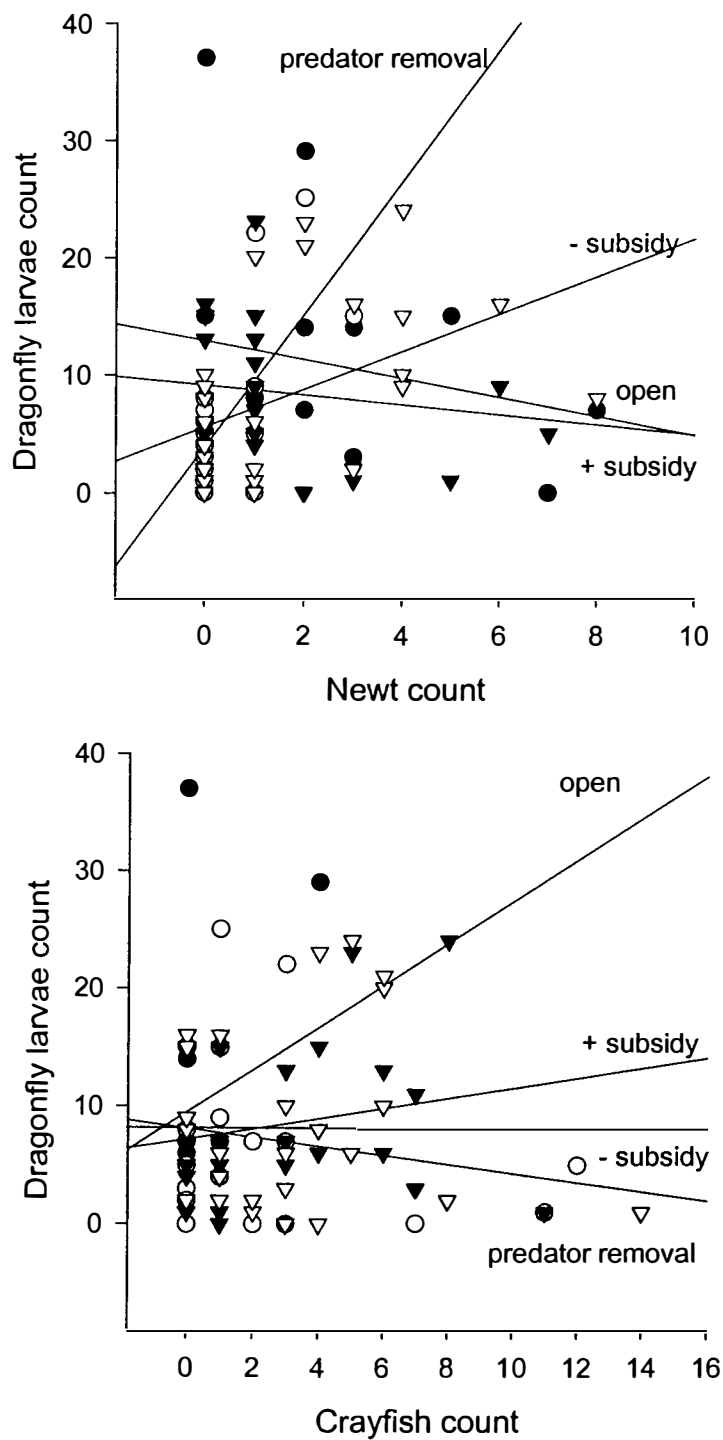 40
predator removal
30
Dragonfly larvae count
- subsidy
20
10
open
+ subsidy
0
0 2 4 6 8 10
Newt count
40
open
30
Dragonfly larvae count
20
+ subsidy
10
- subsidy
0
predator removal
0 2 4 6 8 10 12 14 16
Crayfish count